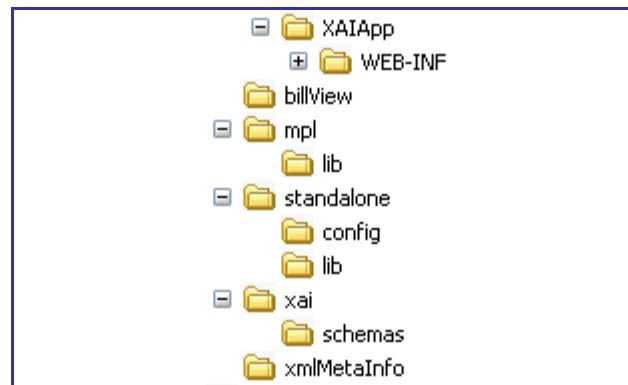 XAIApp
WEB-INF
billView
mpl
lib
standalone
config
lib
xai
schemas
xmlMetaInfo